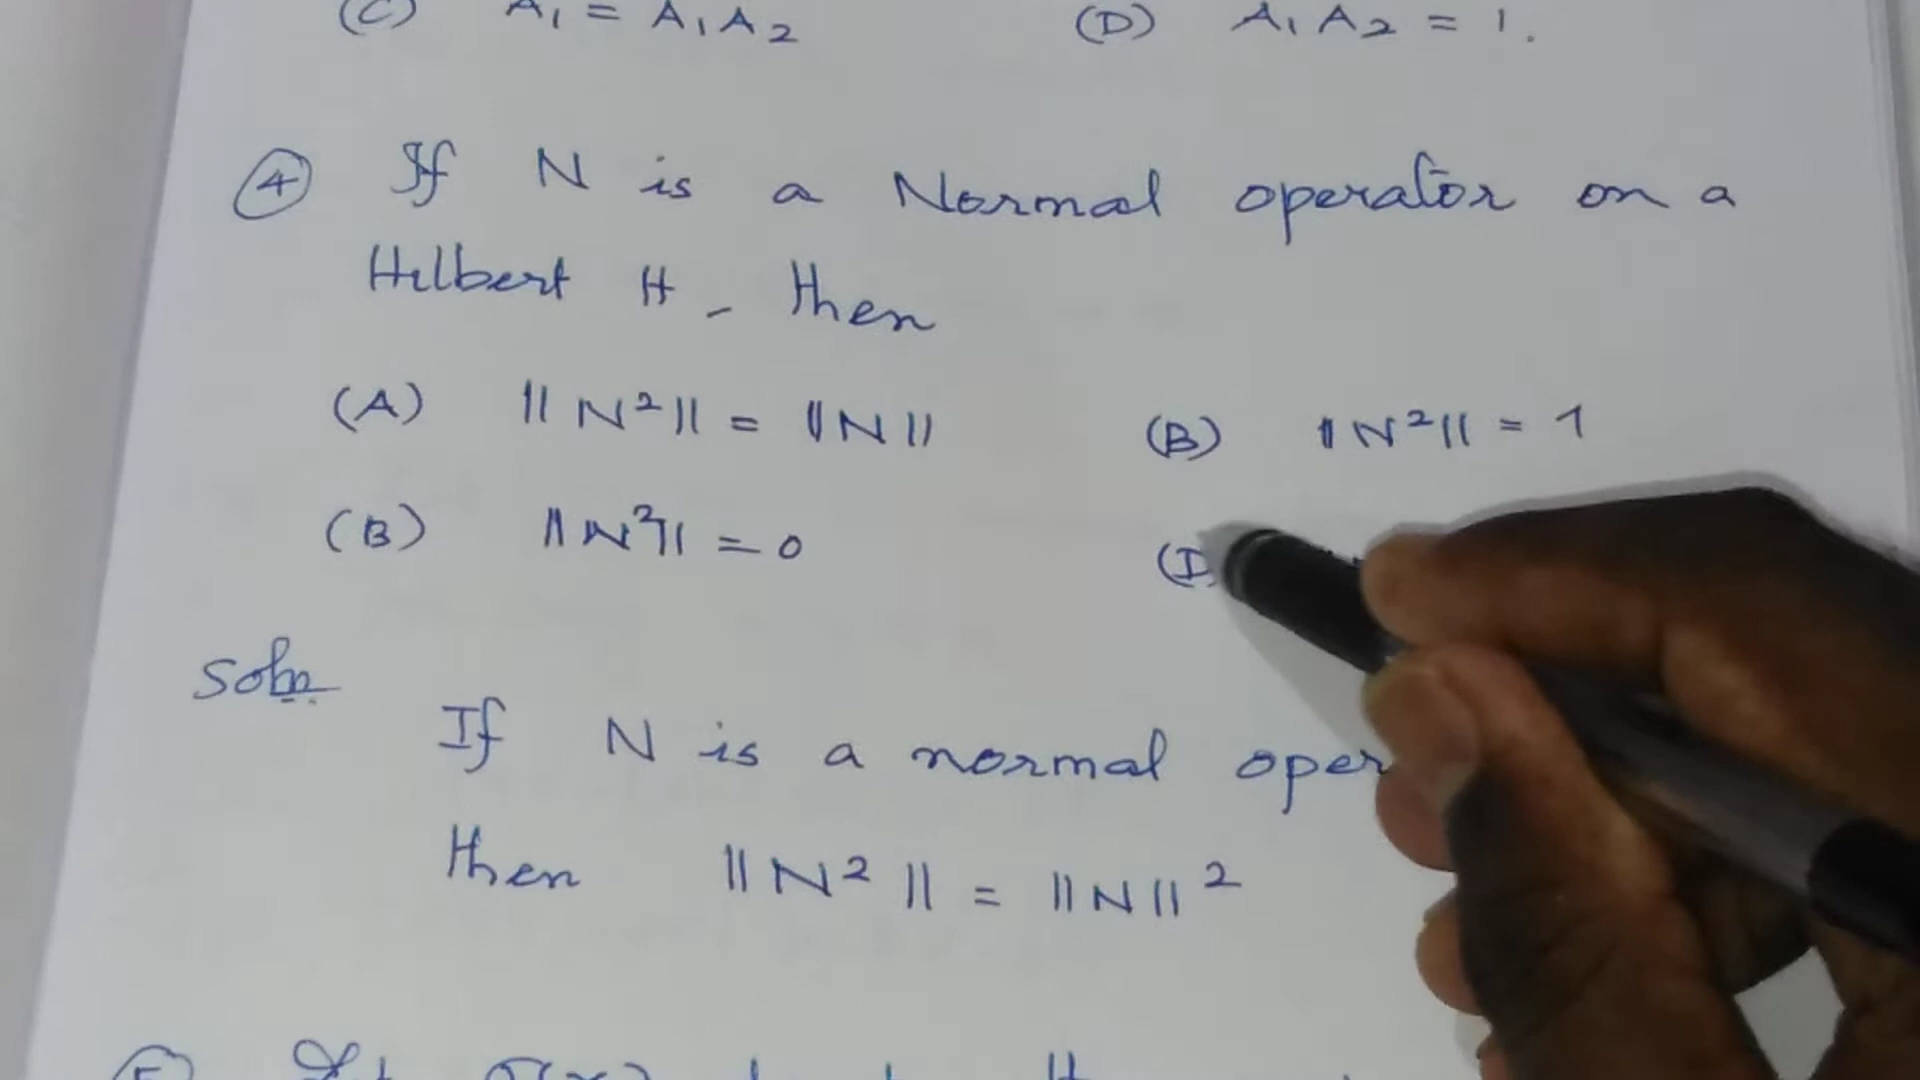 (C) A₁ = A₁A₂ (D) A₁A₂ = 1.
(4) If N is a Normal operator on a
Hilbert H, then
(A) ||N²|| = ||N|| (B) ||N²|| = 1
(B) ||N²|| = 0 (D
Soln
If N is a normal oper
then ||N²|| = ||N||²